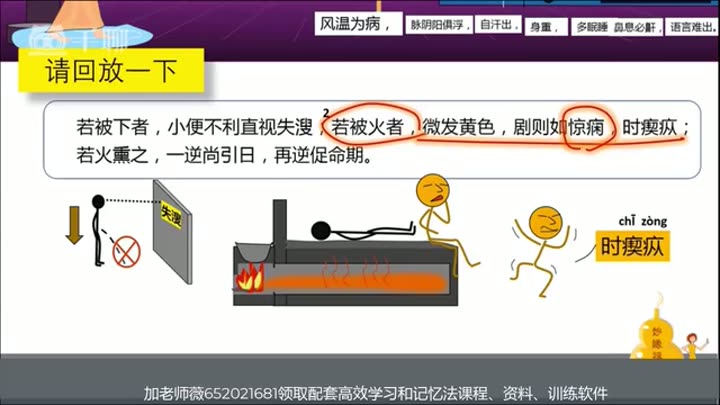 千聊
风温为病，
脉阴阳俱浮，
自汗出，
身重，
多眠睡
鼻息必鼾，
语言难出。
请回放一下
2
若被下者，小便不利直视失溲，若被火者，微发黄色，剧则如惊痫，时瘈疭；
若火熏之，一逆尚引日，再逆促命期。
失溲
chì zòng
时瘈疭
加老师薇652021681领取配套高效学习和记忆法课程、资料、训练软件